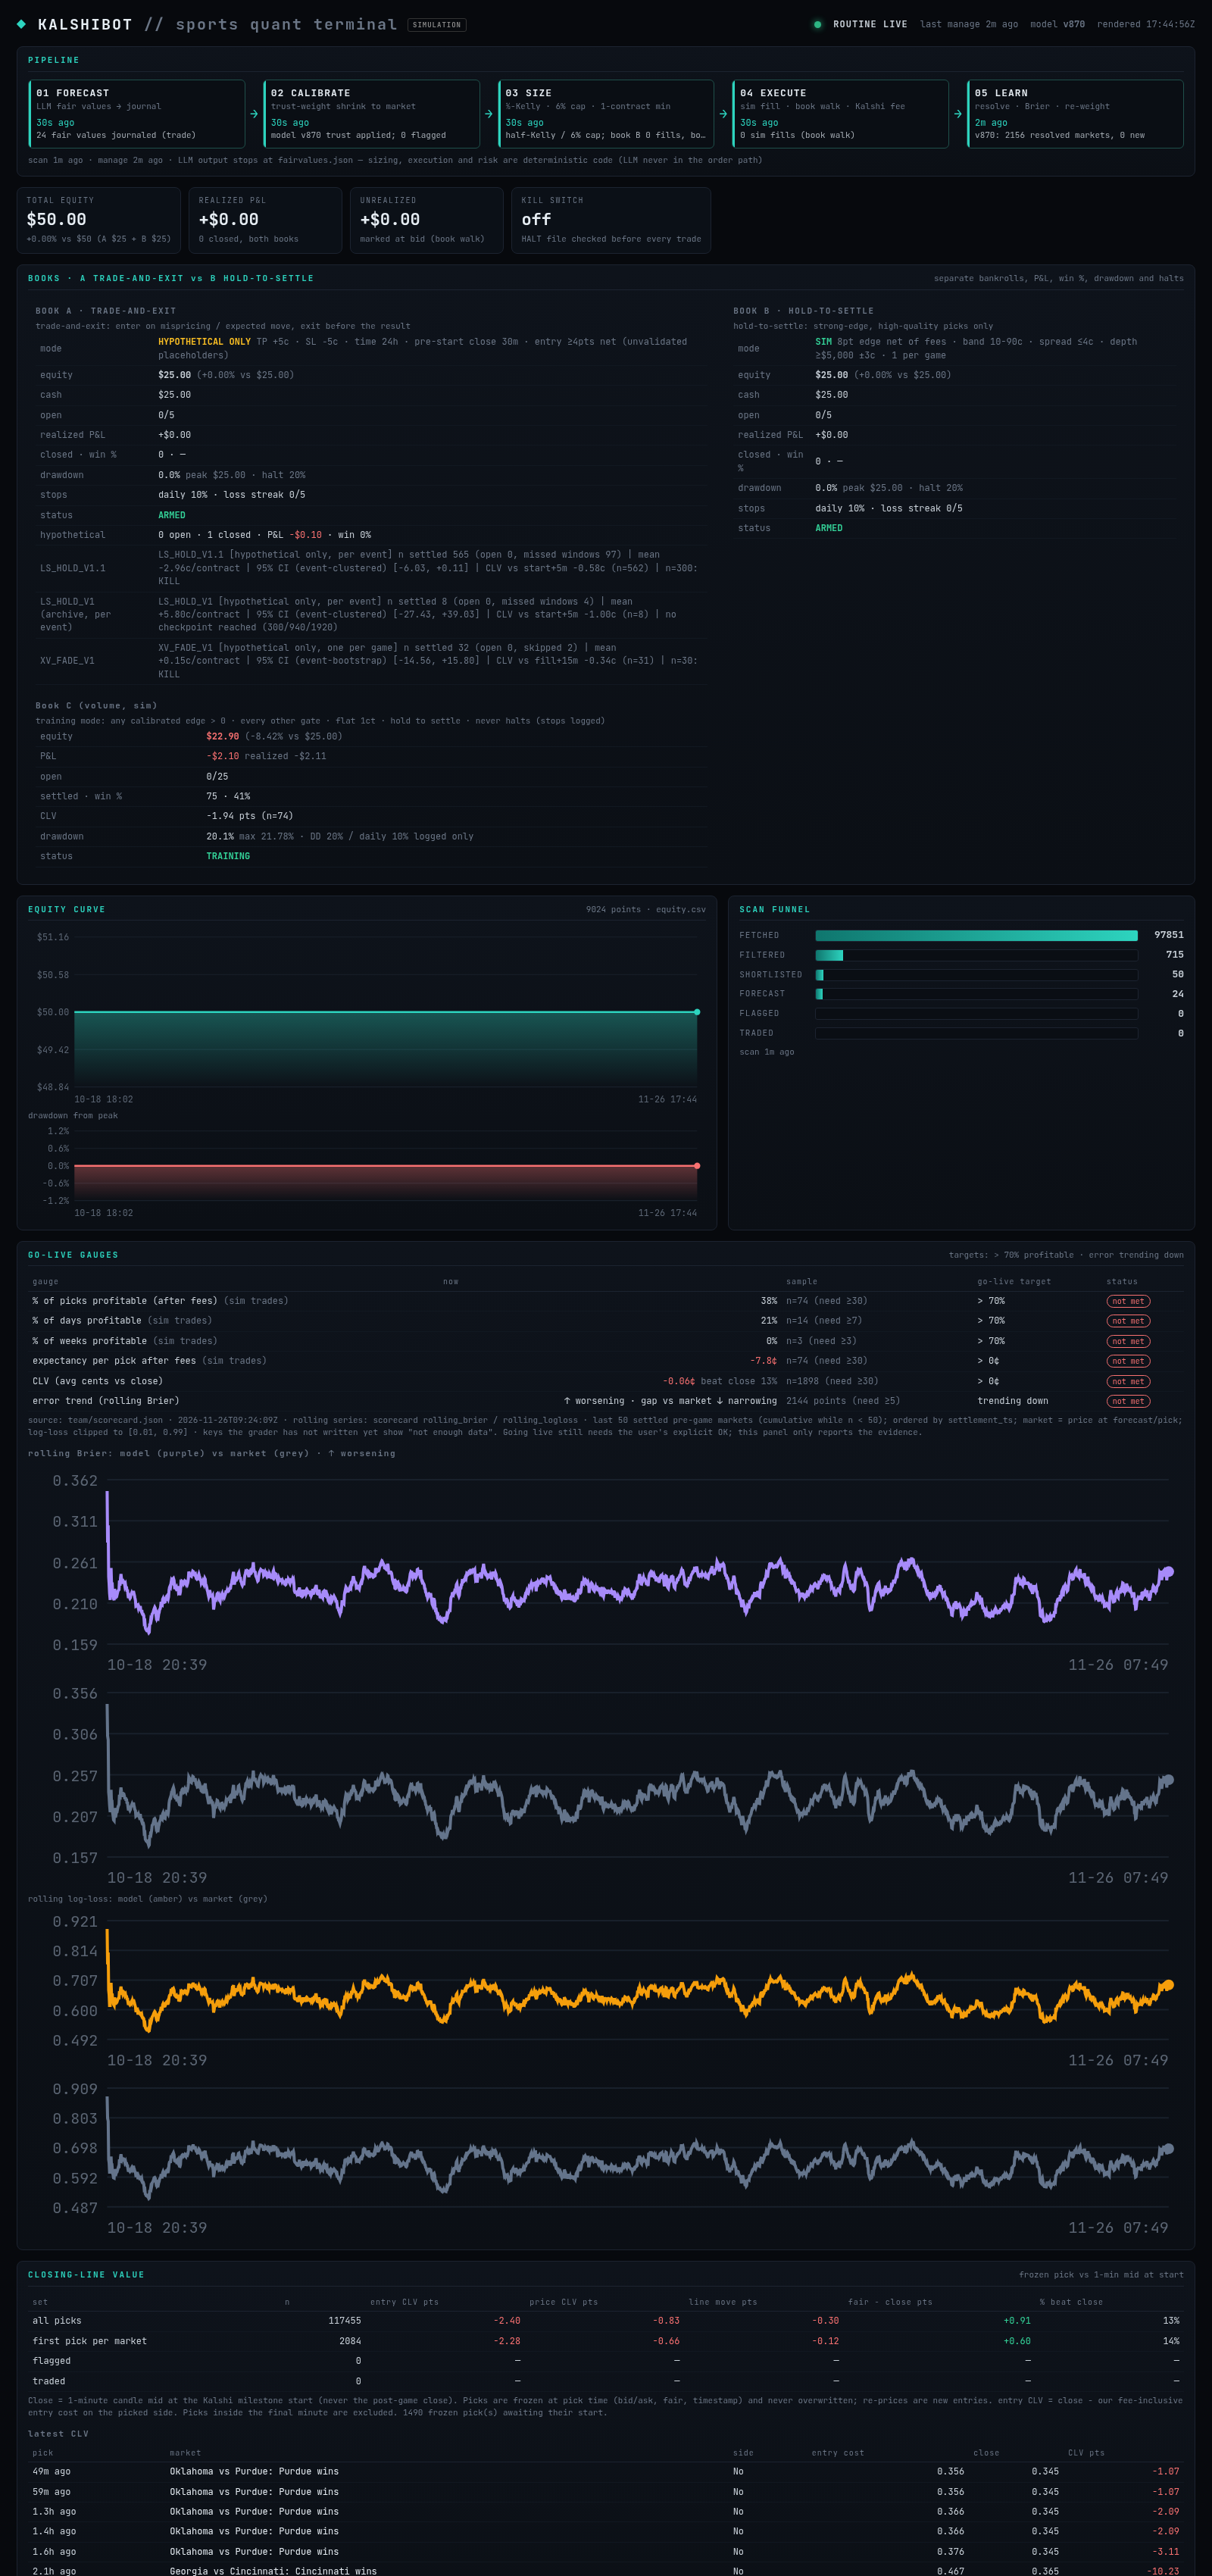 ◆ KALSHIBOT // sports quant terminal SIMULATION
ROUTINE LIVE last manage 2m ago model v870 rendered 17:44:56Z
PIPELINE
01 FORECAST
LLM fair values → journal
30s ago
24 fair values journaled (trade)
→
02 CALIBRATE
trust-weight shrink to market
30s ago
model v870 trust applied; 0 flagged
→
03 SIZE
½-Kelly · 6% cap · 1-contract min
30s ago
half-Kelly / 6% cap; book B 0 fills, bo…
→
04 EXECUTE
sim fill · book walk · Kalshi fee
30s ago
0 sim fills (book walk)
→
05 LEARN
resolve · Brier · re-weight
2m ago
v870: 2156 resolved markets, 0 new
scan 1m ago · manage 2m ago · LLM output stops at fairvalues.json — sizing, execution and risk are deterministic code (LLM never in the order path)
TOTAL EQUITY
$50.00
+0.00% vs $50 (A $25 + B $25)
REALIZED P&L
+$0.00
0 closed, both books
UNREALIZED
+$0.00
marked at bid (book walk)
KILL SWITCH
off
HALT file checked before every trade
BOOKS · A TRADE-AND-EXIT vs B HOLD-TO-SETTLE
separate bankrolls, P&L, win %, drawdown and halts
BOOK A · TRADE-AND-EXIT
trade-and-exit: enter on mispricing / expected move, exit before the result
mode HYPOTHETICAL ONLY TP +5c · SL -5c · time 24h · pre-start close 30m · entry ≥4pts net (unvalidated
placeholders)
equity $25.00 (+0.00% vs $25.00)
cash $25.00
open 0/5
realized P&L +$0.00
closed · win % 0 · —
drawdown 0.0% peak $25.00 · halt 20%
stops daily 10% · loss streak 0/5
status ARMED
hypothetical 0 open · 1 closed · P&L -$0.10 · win 0%
LS_HOLD_V1.1 LS_HOLD_V1.1 [hypothetical only, per event] n settled 565 (open 0, missed windows 97) | mean
-2.96c/contract | 95% CI (event-clustered) [-6.03, +0.11] | CLV vs start+5m -0.58c (n=562) | n=300:
KILL
LS_HOLD_V1 (archive, per event) LS_HOLD_V1 [hypothetical only, per event] n settled 8 (open 0, missed windows 4) | mean
+5.80c/contract | 95% CI (event-clustered) [-27.43, +39.03] | CLV vs start+5m -1.00c (n=8) | no
checkpoint reached (300/940/1920)
XV_FADE_V1 XV_FADE_V1 [hypothetical only, one per game] n settled 32 (open 0, skipped 2) | mean
+0.15c/contract | 95% CI (event-bootstrap) [-14.56, +15.80] | CLV vs fill+15m -0.34c (n=31) | n=30:
KILL
BOOK B · HOLD-TO-SETTLE
hold-to-settle: strong-edge, high-quality picks only
mode SIM 8pt edge net of fees · band 10-90c · spread ≤4c · depth
≥$5,000 ±3c · 1 per game
equity $25.00 (+0.00% vs $25.00)
cash $25.00
open 0/5
realized P&L +$0.00
closed · win % 0 · —
drawdown 0.0% peak $25.00 · halt 20%
stops daily 10% · loss streak 0/5
status ARMED
Book C (volume, sim)
training mode: any calibrated edge > 0 · every other gate · flat 1ct · hold to settle · never halts (stops logged)
equity $22.90 (-8.42% vs $25.00)
P&L -$2.10 realized -$2.11
open 0/25
settled · win % 75 · 41%
CLV -1.94 pts (n=74)
drawdown 20.1% max 21.78% · DD 20% / daily 10% logged only
status TRAINING
EQUITY CURVE
9024 points · equity.csv
$51.16
$50.58
$50.00
$49.42
$48.84
10-18 18:02 11-26 17:44
drawdown from peak
1.2%
0.6%
0.0%
-0.6%
-1.2%
10-18 18:02 11-26 17:44
SCAN FUNNEL
FETCHED 97851
FILTERED 715
SHORTLISTED 50
FORECAST 24
FLAGGED 0
TRADED 0
scan 1m ago
GO-LIVE GAUGES
targets: > 70% profitable · error trending down
gauge now sample go-live target status
% of picks profitable (after fees) (sim trades) 38% n=74 (need ≥30) > 70% not met
% of days profitable (sim trades) 21% n=14 (need ≥7) > 70% not met
% of weeks profitable (sim trades) 0% n=3 (need ≥3) > 70% not met
expectancy per pick after fees (sim trades) -7.8¢ n=74 (need ≥30) > 0¢ not met
CLV (avg cents vs close) -0.06¢ beat close 13% n=1898 (need ≥30) > 0¢ not met
error trend (rolling Brier) ↑ worsening · gap vs market ↓ narrowing 2144 points (need ≥5) trending down not met
source: team/scorecard.json · 2026-11-26T09:24:09Z · rolling series: scorecard rolling_brier / rolling_logloss · last 50 settled pre-game markets (cumulative while n < 50); ordered by settlement_ts; market = price at forecast/pick;
log-loss clipped to [0.01, 0.99] · keys the grader has not written yet show "not enough data". Going live still needs the user's explicit OK; this panel only reports the evidence.
rolling Brier: model (purple) vs market (grey) · ↑ worsening
0.362
0.311
0.261
0.210
0.159
10-18 20:39 11-26 07:49
0.356
0.306
0.257
0.207
0.157
10-18 20:39 11-26 07:49
rolling log-loss: model (amber) vs market (grey)
0.921
0.814
0.707
0.600
0.492
10-18 20:39 11-26 07:49
0.909
0.803
0.698
0.592
0.487
10-18 20:39 11-26 07:49
CLOSING-LINE VALUE
frozen pick vs 1-min mid at start
set n entry CLV pts price CLV pts line move pts fair - close pts % beat close
all picks 117455 -2.40 -0.83 -0.30 +0.91 13%
first pick per market 2084 -2.28 -0.66 -0.12 +0.60 14%
flagged 0 — — — — —
traded 0 — — — — —
Close = 1-minute candle mid at the Kalshi milestone start (never the post-game close). Picks are frozen at pick time (bid/ask, fair, timestamp) and never overwritten; re-prices are new entries. entry CLV = close - our fee-inclusive
entry cost on the picked side. Picks inside the final minute are excluded. 1490 frozen pick(s) awaiting their start.
latest CLV
pick market side entry cost close CLV pts
49m ago Oklahoma vs Purdue: Purdue wins No 0.356 0.345 -1.07
59m ago Oklahoma vs Purdue: Purdue wins No 0.356 0.345 -1.07
1.3h ago Oklahoma vs Purdue: Purdue wins No 0.366 0.345 -2.09
1.4h ago Oklahoma vs Purdue: Purdue wins No 0.366 0.345 -2.09
1.6h ago Oklahoma vs Purdue: Purdue wins No 0.376 0.345 -3.11
2.1h ago Georgia vs Cincinnati: Cincinnati wins No 0.467 0.365 -10.23